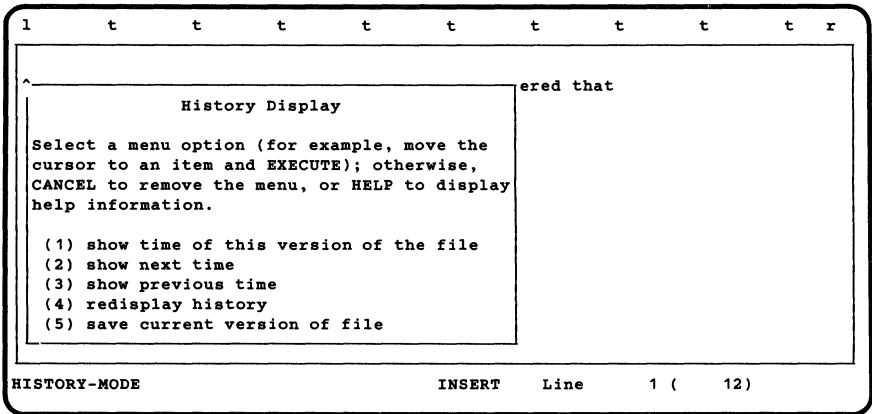 l t t t t t t t t t r
^ ered that
History Display
Select a menu option (for example, move the
cursor to an item and EXECUTE); otherwise,
CANCEL to remove the menu, or HELP to display
help information.
(1) show time of this version of the file
(2) show next time
(3) show previous time
(4) redisplay history
(5) save current version of file
HISTORY-MODE INSERT Line 1 ( 12)